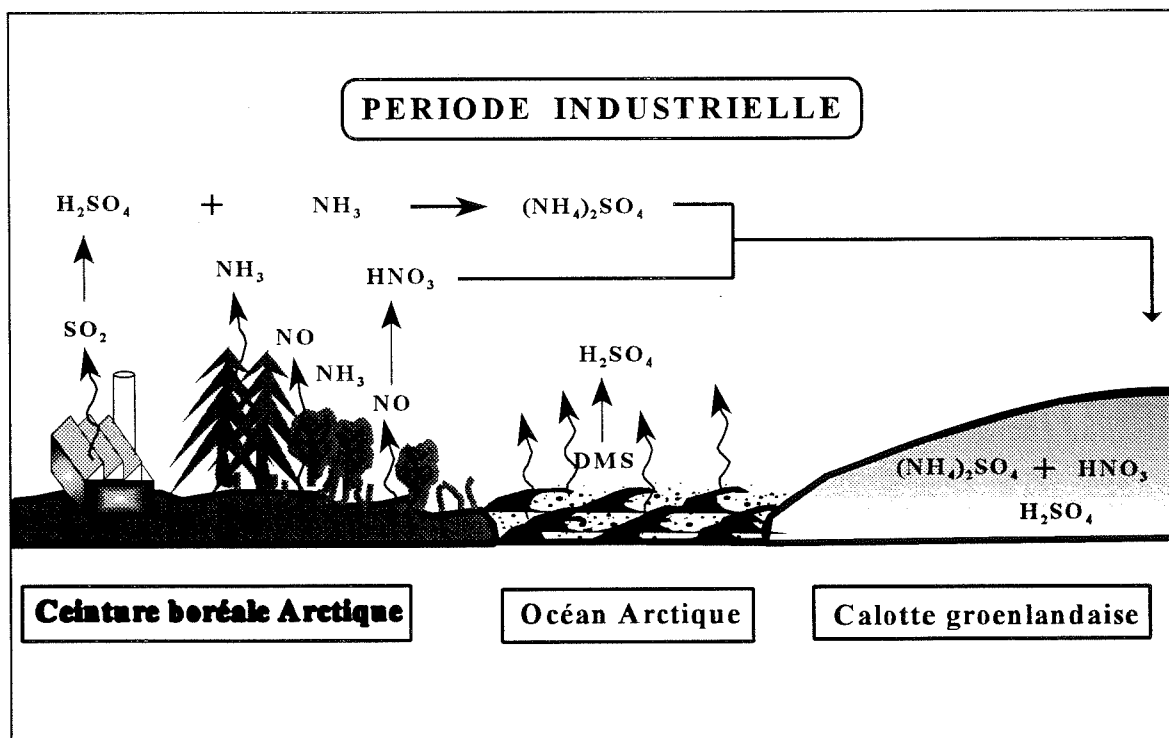 PERIODE INDUSTRIELLE
H₂SO₄ + NH₃ (NH₄)₂SO₄
NH₃ HNO₃
SO₂ NO H₂SO₄
NH₃
NO
DMS
(NH₄)₂SO₄ + HNO₃
H₂SO₄
Ceinture boréale Arctique Océan Arctique Calotte groenlandaise